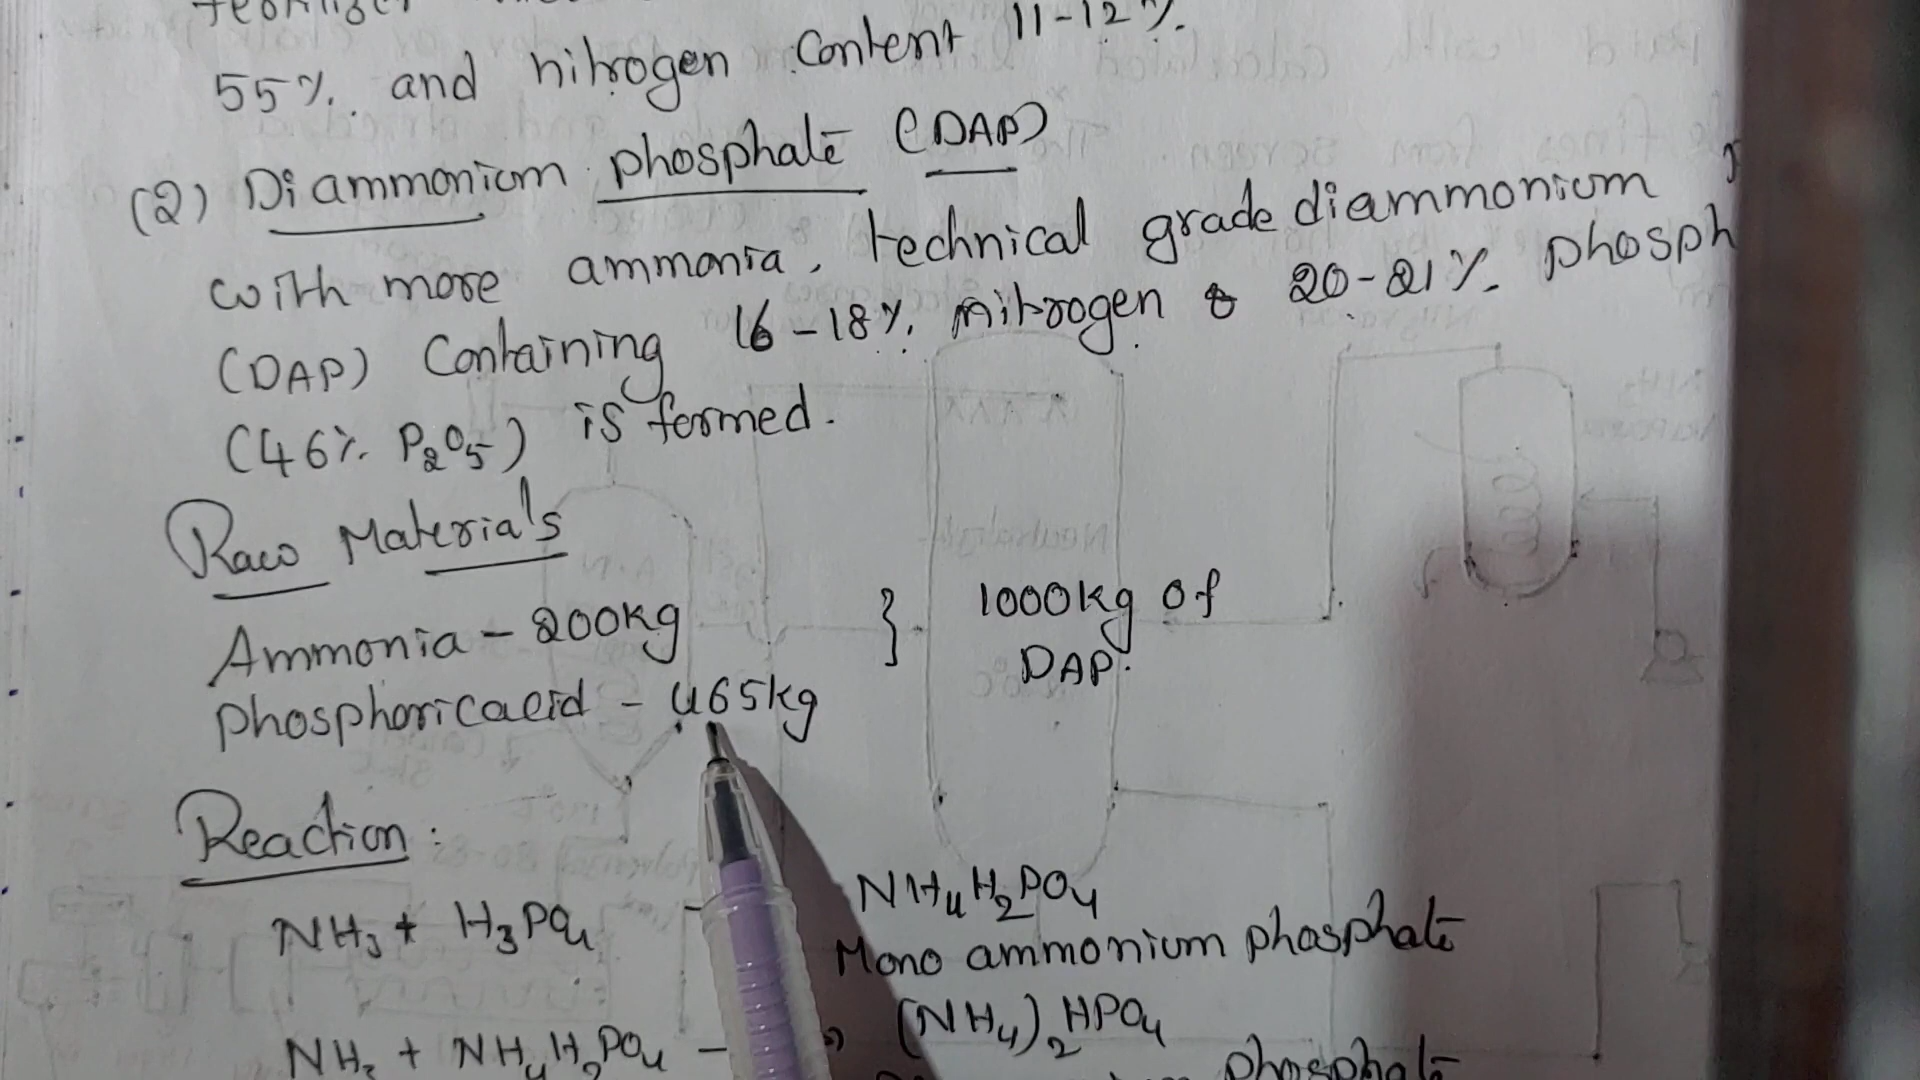 55% and nitrogen content 11-12%.
(2) Diammonium phosphate (DAP)
with more ammonia, technical grade diammonium
(DAP) Containing 16-18% nitrogen & 20-21% phosph
(46% P2O5) is formed.
Raw Materials
Ammonia - 200kg } 1000kg of
phosphoric acid - 465kg DAP.
Reaction:
NH3 + H3PO4 NH4H2PO4
Mono ammonium phosphate
NH3 + NH4H2PO4 - (NH4)2HPO4
phosphate